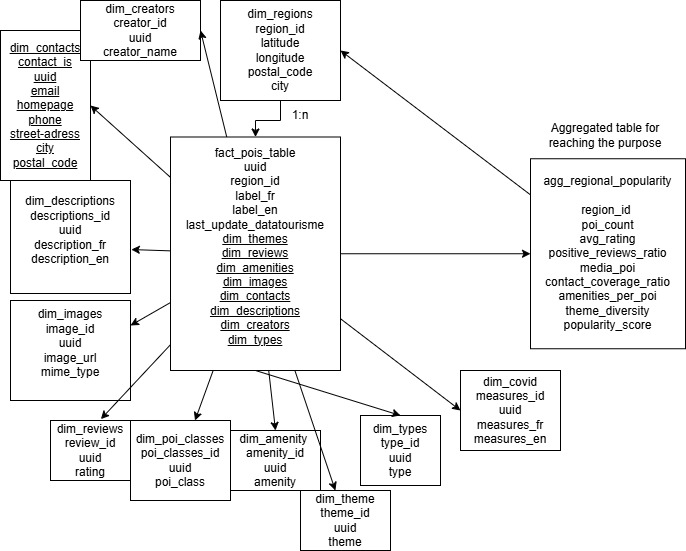 dim_creators
creator_id
uuid
creator_name
dim_regions
region_id
latitude
longitude
postal_code
city
dim_contacts
contact_is
uuid
email
homepage
phone
street-adress
city
postal_code
1:n
Aggregated table for
reaching the purpose
fact_pois_table
uuid
region_id
label_fr
label_en
last_update_datatourisme
dim_themes
dim_reviews
dim_amenities
dim_images
dim_contacts
dim_descriptions
dim_creators
dim_types
agg_regional_popularity
region_id
poi_count
avg_rating
positive_reviews_ratio
media_poi
contact_coverage_ratio
amenities_per_poi
theme_diversity
popularity_score
dim_descriptions
descriptions_id
uuid
description_fr
description_en
dim_images
image_id
uuid
image_url
mime_type
dim_covid
measures_id
uuid
measures_fr
measures_en
dim_reviews
review_id
uuid
rating
dim_poi_classes
poi_classes_id
uuid
poi_class
dim_amenity
amenity_id
uuid
amenity
dim_types
type_id
uuid
type
dim_theme
theme_id
uuid
theme